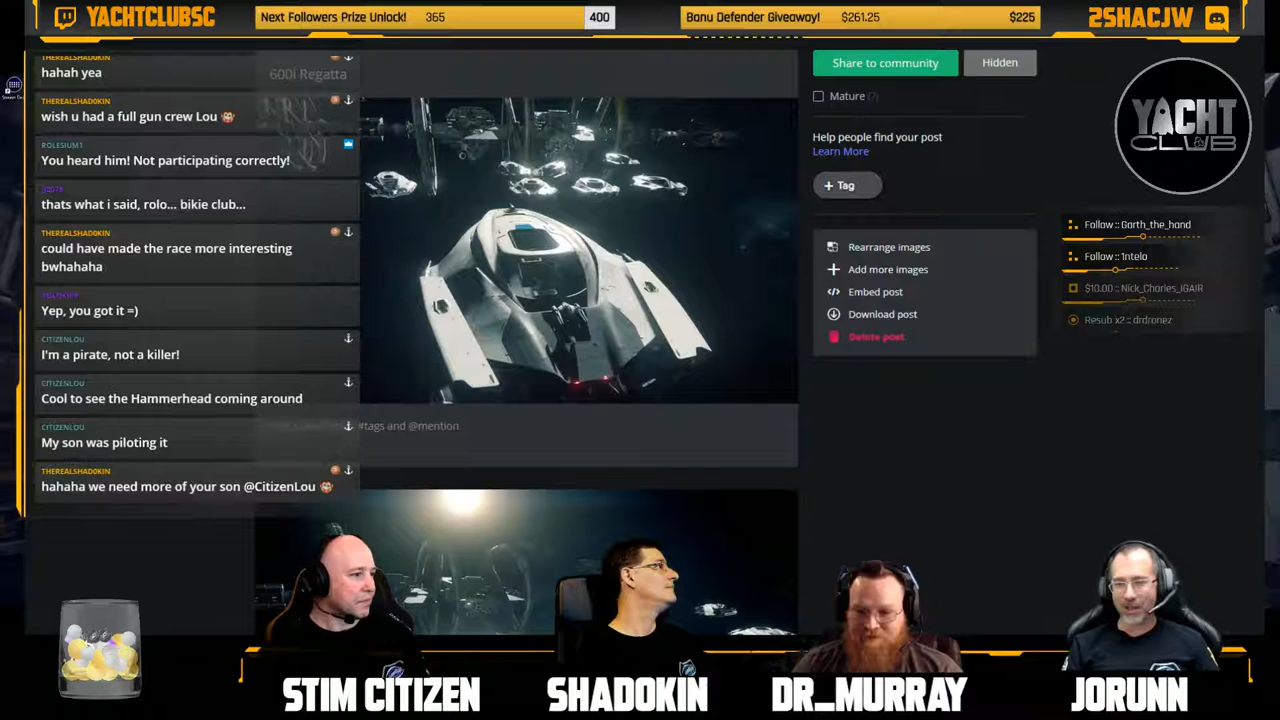 YACHTCLUBSC
Next Followers Prize Unlock! 365 400
Banu Defender Giveaway! $261.25 $225
2SHACJW
THEREALSHAD0KIN
hahah yea
THEREALSHAD0KIN
wish u had a full gun crew Lou
ROLESIUM1
You heard him! Not participating correctly!
thats what i said, rolo... bikie club...
THEREALSHAD0KIN
could have made the race more interesting
bwhahaha
Yep, you got it =)
CITIZENLOU
I'm a pirate, not a killer!
CITIZENLOU
Cool to see the Hammerhead coming around
CITIZENLOU
My son was piloting it
THEREALSHAD0KIN
hahaha we need more of your son @CitizenLou
600i Regatta
#tags and @mention
Share to community
Hidden
Mature (?)
Help people find your post
Learn More
+ Tag
Rearrange images
Add more images
Embed post
Download post
Delete post
YACHT
CLUB
Follow :: Garth_the_hand
Follow :: 1ntelo
$10.00 :: Nick_Charles_IGAIR
Resub x2 :: drdronez
STIM CITIZEN
SHADOKIN
DR_MURRAY
JORUNN